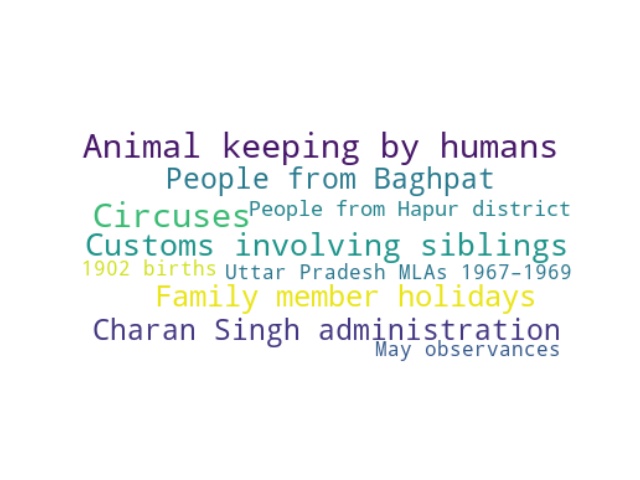 Animal keeping by humans
People from Baghpat
Circuses
People from Hapur district
Customs involving siblings
1902 births
Uttar Pradesh MLAs 1967–1969
Family member holidays
Charan Singh administration
May observances